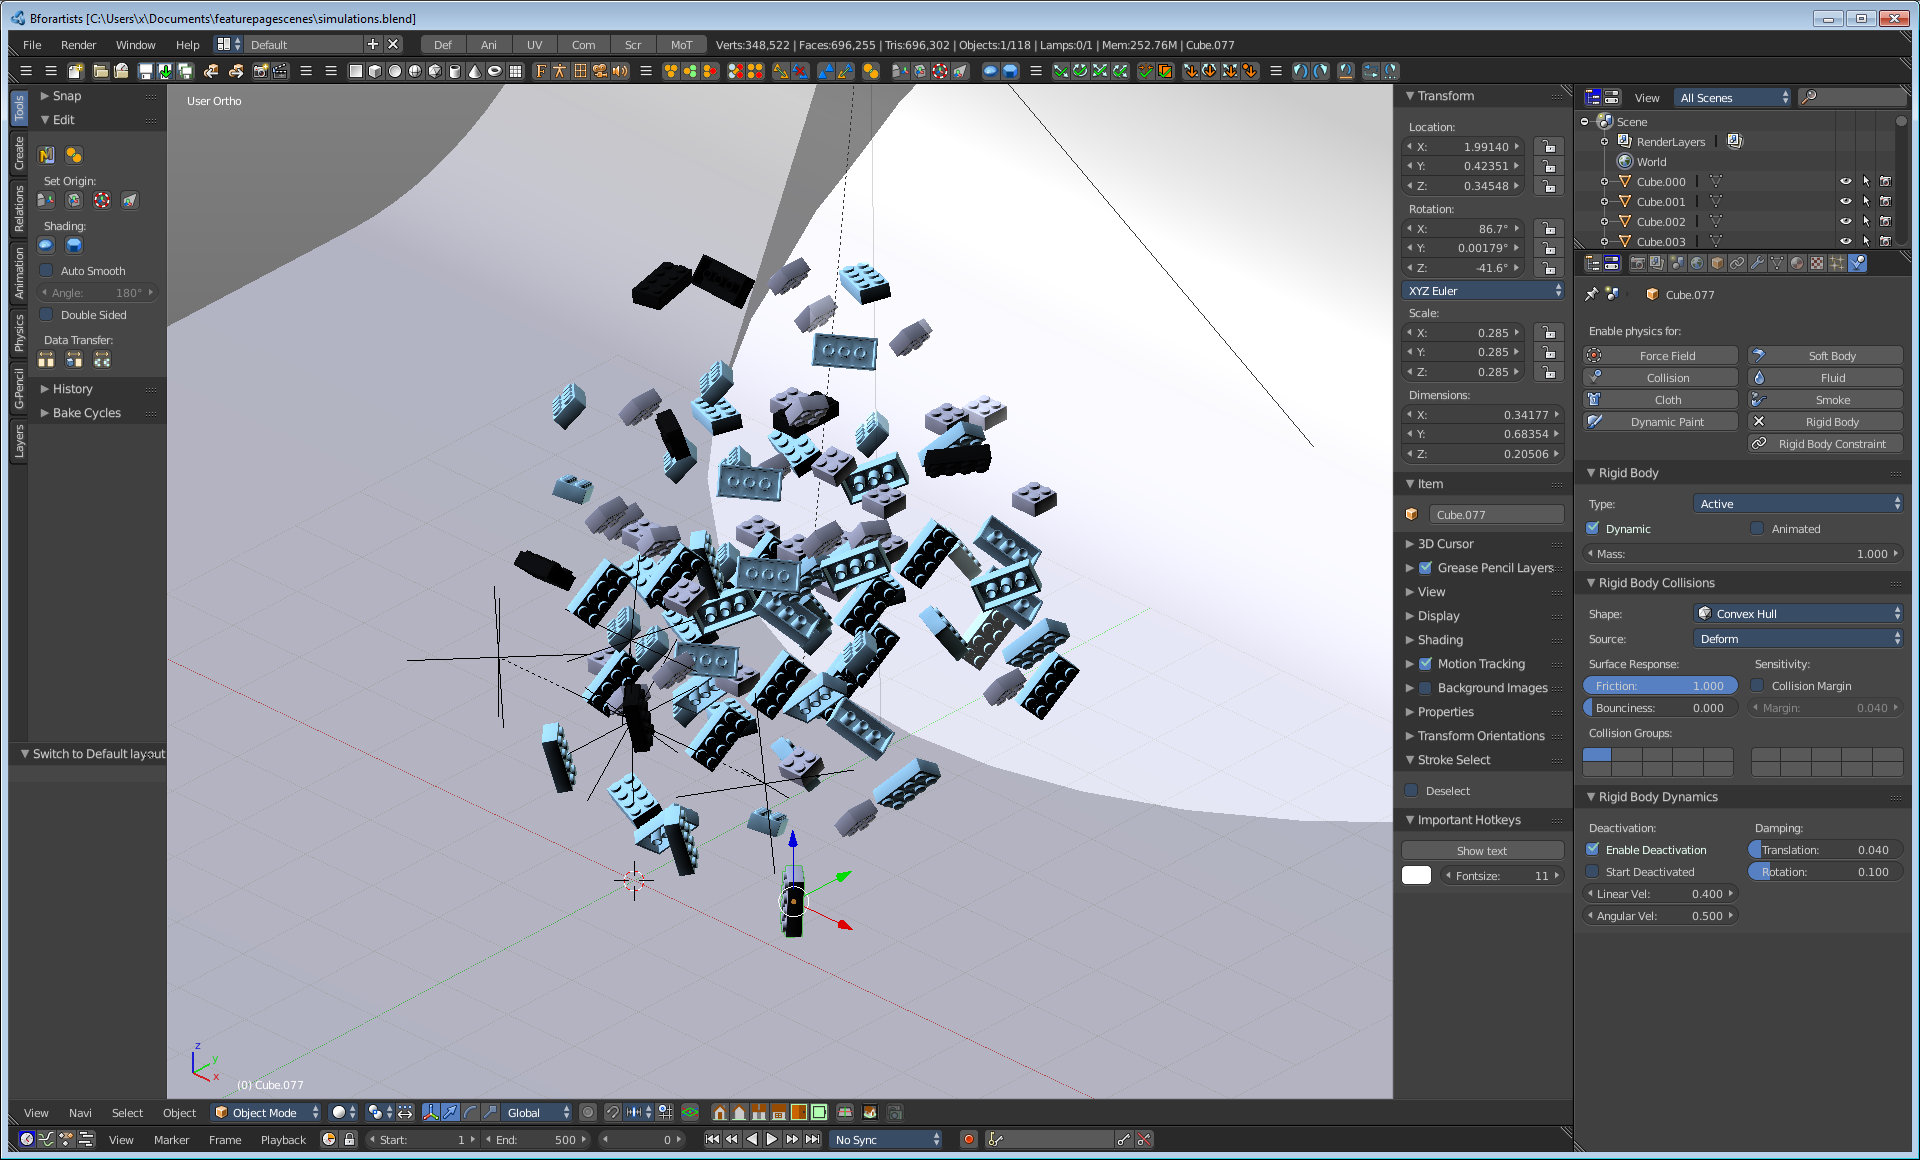 Bforartists [C:\Users\x\Documents\featurepagescenes\simulations.blend]
File Render Window Help Default Def Ani UV Com Scr MoT Verts:348,522 | Faces:696,255 | Tris:696,302 | Objects:1/118 | Lamps:0/1 | Mem:252.76M | Cube.077
Tools
Create
Relations
Animation
Physics
G-Pencil
Layers
Snap
Edit
Set Origin:
Shading:
Auto Smooth
Angle: 180°
Double Sided
Data Transfer:
History
Bake Cycles
Switch to Default layout
User Ortho
z
y
x
(0) Cube.077
Transform
Location:
X: 1.99140
Y: 0.42351
Z: 0.34548
Rotation:
X: 86.7°
Y: 0.00179°
Z: -41.6°
XYZ Euler
Scale:
X: 0.285
Y: 0.285
Z: 0.285
Dimensions:
X: 0.34177
Y: 0.68354
Z: 0.20506
Item
Cube.077
3D Cursor
Grease Pencil Layers
View
Display
Shading
Motion Tracking
Background Images
Properties
Transform Orientations
Stroke Select
Deselect
Important Hotkeys
Show text
Fontsize: 11
View All Scenes
Scene
RenderLayers
World
Cube.000
Cube.001
Cube.002
Cube.003
Cube.077
Enable physics for:
Force Field Soft Body
Collision Fluid
Cloth Smoke
Dynamic Paint Rigid Body
Rigid Body Constraint
Rigid Body
Type: Active
Dynamic Animated
Mass: 1.000
Rigid Body Collisions
Shape: Convex Hull
Source: Deform
Surface Response: Sensitivity:
Friction: 1.000 Collision Margin
Bounciness: 0.000 Margin: 0.040
Collision Groups:
Rigid Body Dynamics
Deactivation: Damping:
Enable Deactivation Translation: 0.040
Start Deactivated Rotation: 0.100
Linear Vel: 0.400
Angular Vel: 0.500
View Navi Select Object Object Mode Global
View Marker Frame Playback Start: 1 End: 500 0 No Sync